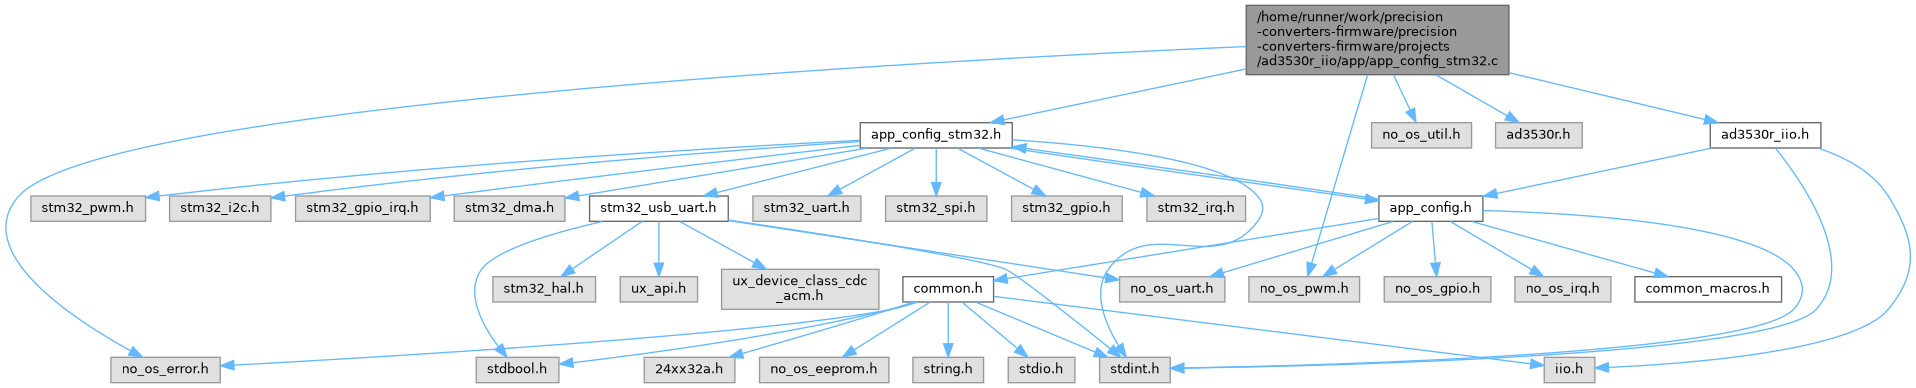 /home/runner/work/precision
-converters-firmware/precision
-converters-firmware/projects
/ad3530r_iio/app/app_config_stm32.c
app_config_stm32.h
no_os_util.h
ad3530r.h
ad3530r_iio.h
stm32_pwm.h
stm32_i2c.h
stm32_gpio_irq.h
stm32_dma.h
stm32_usb_uart.h
stm32_uart.h
stm32_spi.h
stm32_gpio.h
stm32_irq.h
app_config.h
stm32_hal.h
ux_api.h
ux_device_class_cdc
_acm.h
common.h
no_os_uart.h
no_os_pwm.h
no_os_gpio.h
no_os_irq.h
common_macros.h
no_os_error.h
stdbool.h
24xx32a.h
no_os_eeprom.h
string.h
stdio.h
stdint.h
iio.h